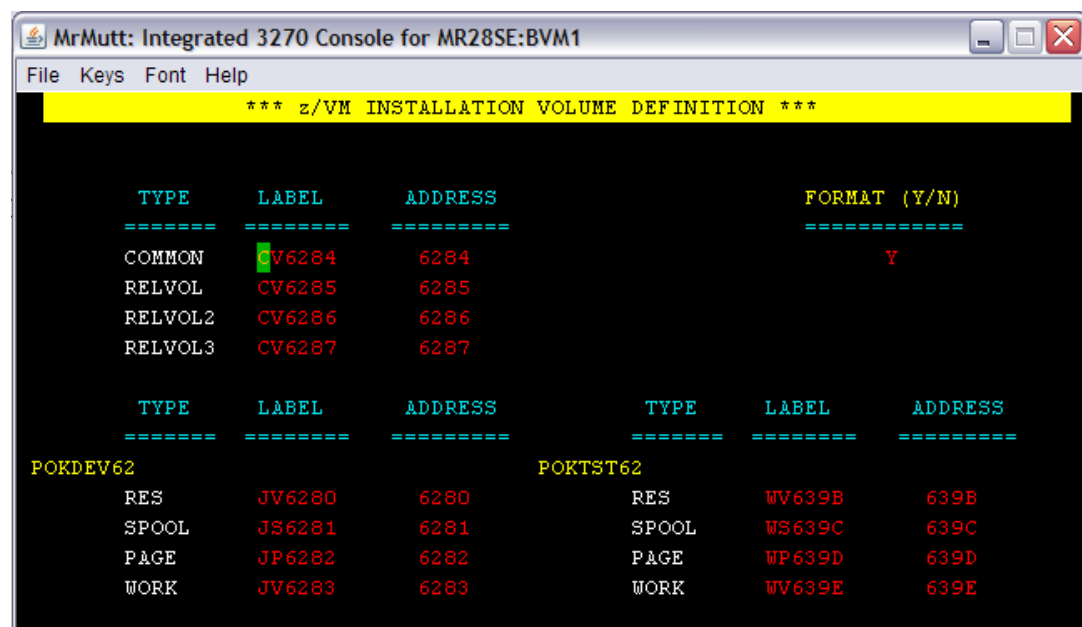 MrMutt: Integrated 3270 Console for MR28SE:BVM1
File Keys Font Help
*** z/VM INSTALLATION VOLUME DEFINITION ***
TYPE LABEL ADDRESS FORMAT (Y/N)
======= ======== ========= ============
COMMON CV6284 6284 Y
RELVOL CV6285 6285
RELVOL2 CV6286 6286
RELVOL3 CV6287 6287
TYPE LABEL ADDRESS TYPE LABEL ADDRESS
======= ======== ========= ======= ======== =========
POKDEV62 POKTST62
RES JV6280 6280 RES WV639B 639B
SPOOL JS6281 6281 SPOOL WS639C 639C
PAGE JP6282 6282 PAGE WP639D 639D
WORK JV6283 6283 WORK WV639E 639E